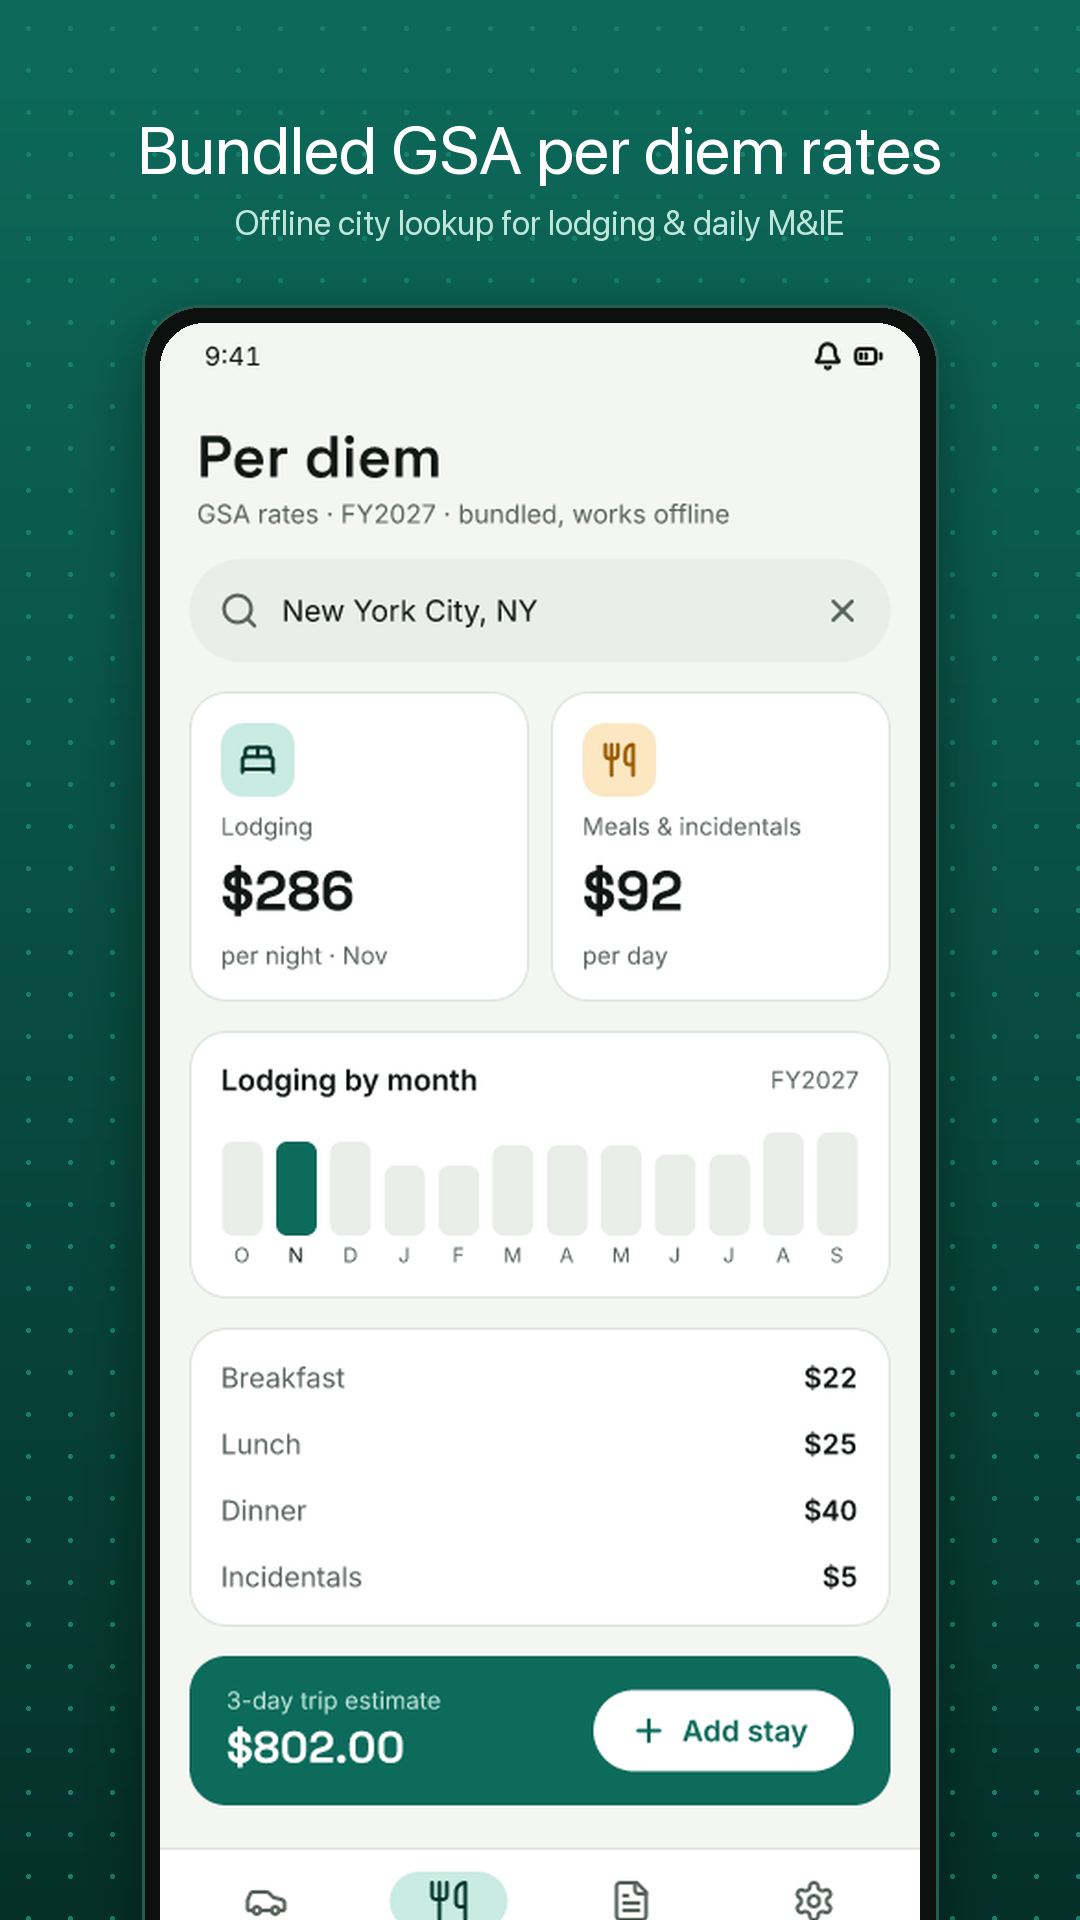 Bundled GSA per diem rates
Offline city lookup for lodging & daily M&IE
9:41
Per diem
GSA rates · FY2027 · bundled, works offline
New York City, NY
Lodging
$286
per night · Nov
Meals & incidentals
$92
per day
Lodging by month
FY2027
O N D J F M A M J J A S
Breakfast $22
Lunch $25
Dinner $40
Incidentals $5
3-day trip estimate
$802.00
Add stay